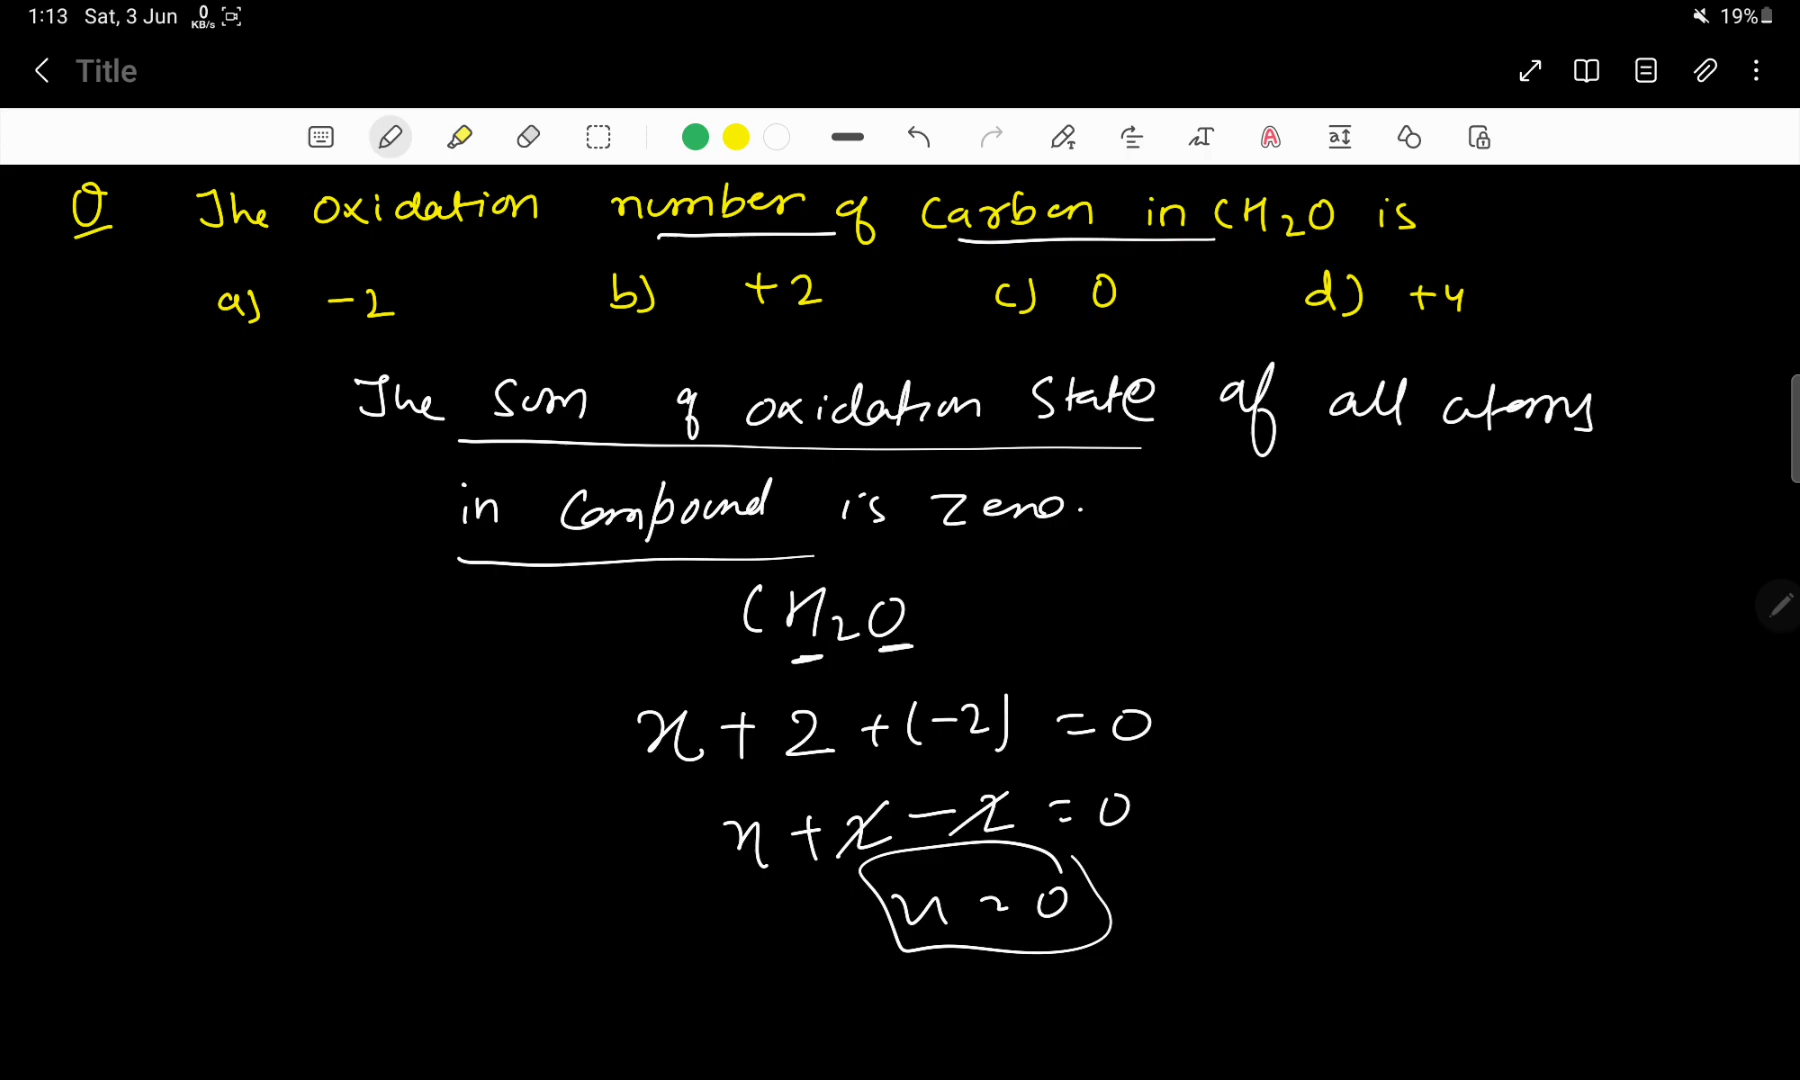 1:13 Sat, 3 Jun 0 KB/s 19%
Title
Q The oxidation number of Carbon in CH2O is
a) -2 b) +2 c) 0 d) +4
The Sum of oxidation State of all atoms
in Compound is Zero.
CH2O
x + 2 + (-2) = 0
x + 2 - 2 = 0
x = 0